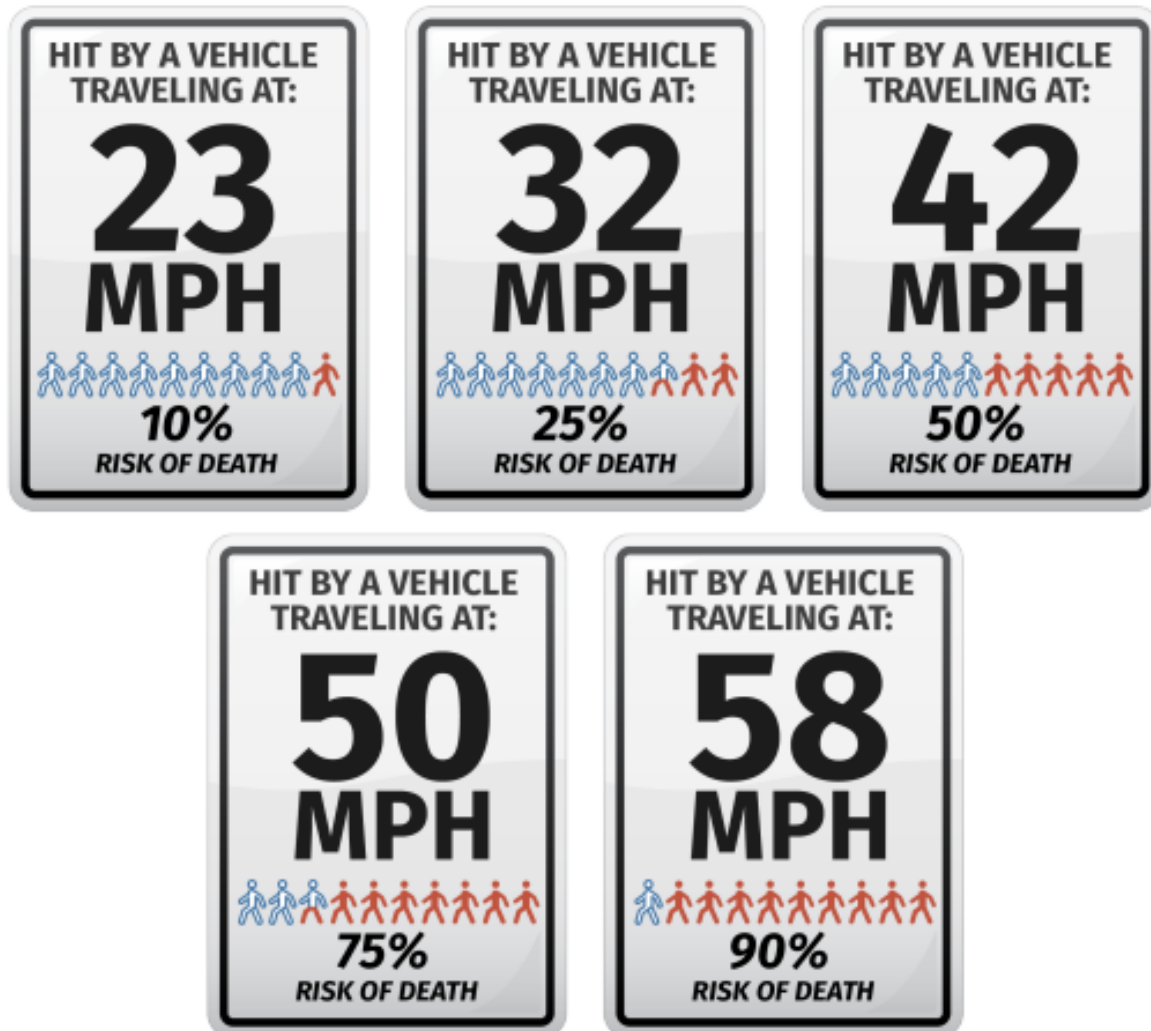 HIT BY A VEHICLE
TRAVELING AT:
23
MPH
10%
RISK OF DEATH
HIT BY A VEHICLE
TRAVELING AT:
32
MPH
25%
RISK OF DEATH
HIT BY A VEHICLE
TRAVELING AT:
42
MPH
50%
RISK OF DEATH
HIT BY A VEHICLE
TRAVELING AT:
50
MPH
75%
RISK OF DEATH
HIT BY A VEHICLE
TRAVELING AT:
58
MPH
90%
RISK OF DEATH